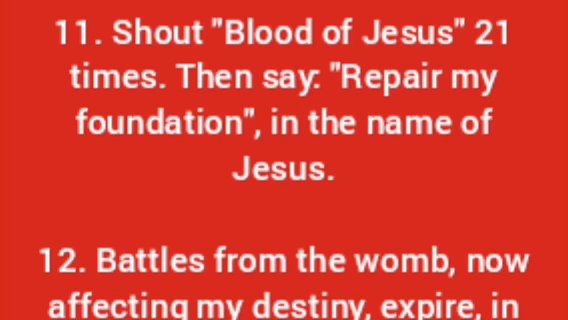 11. Shout "Blood of Jesus" 21
times. Then say: "Repair my
foundation", in the name of
Jesus.
12. Battles from the womb, now
affecting my destiny, expire, in